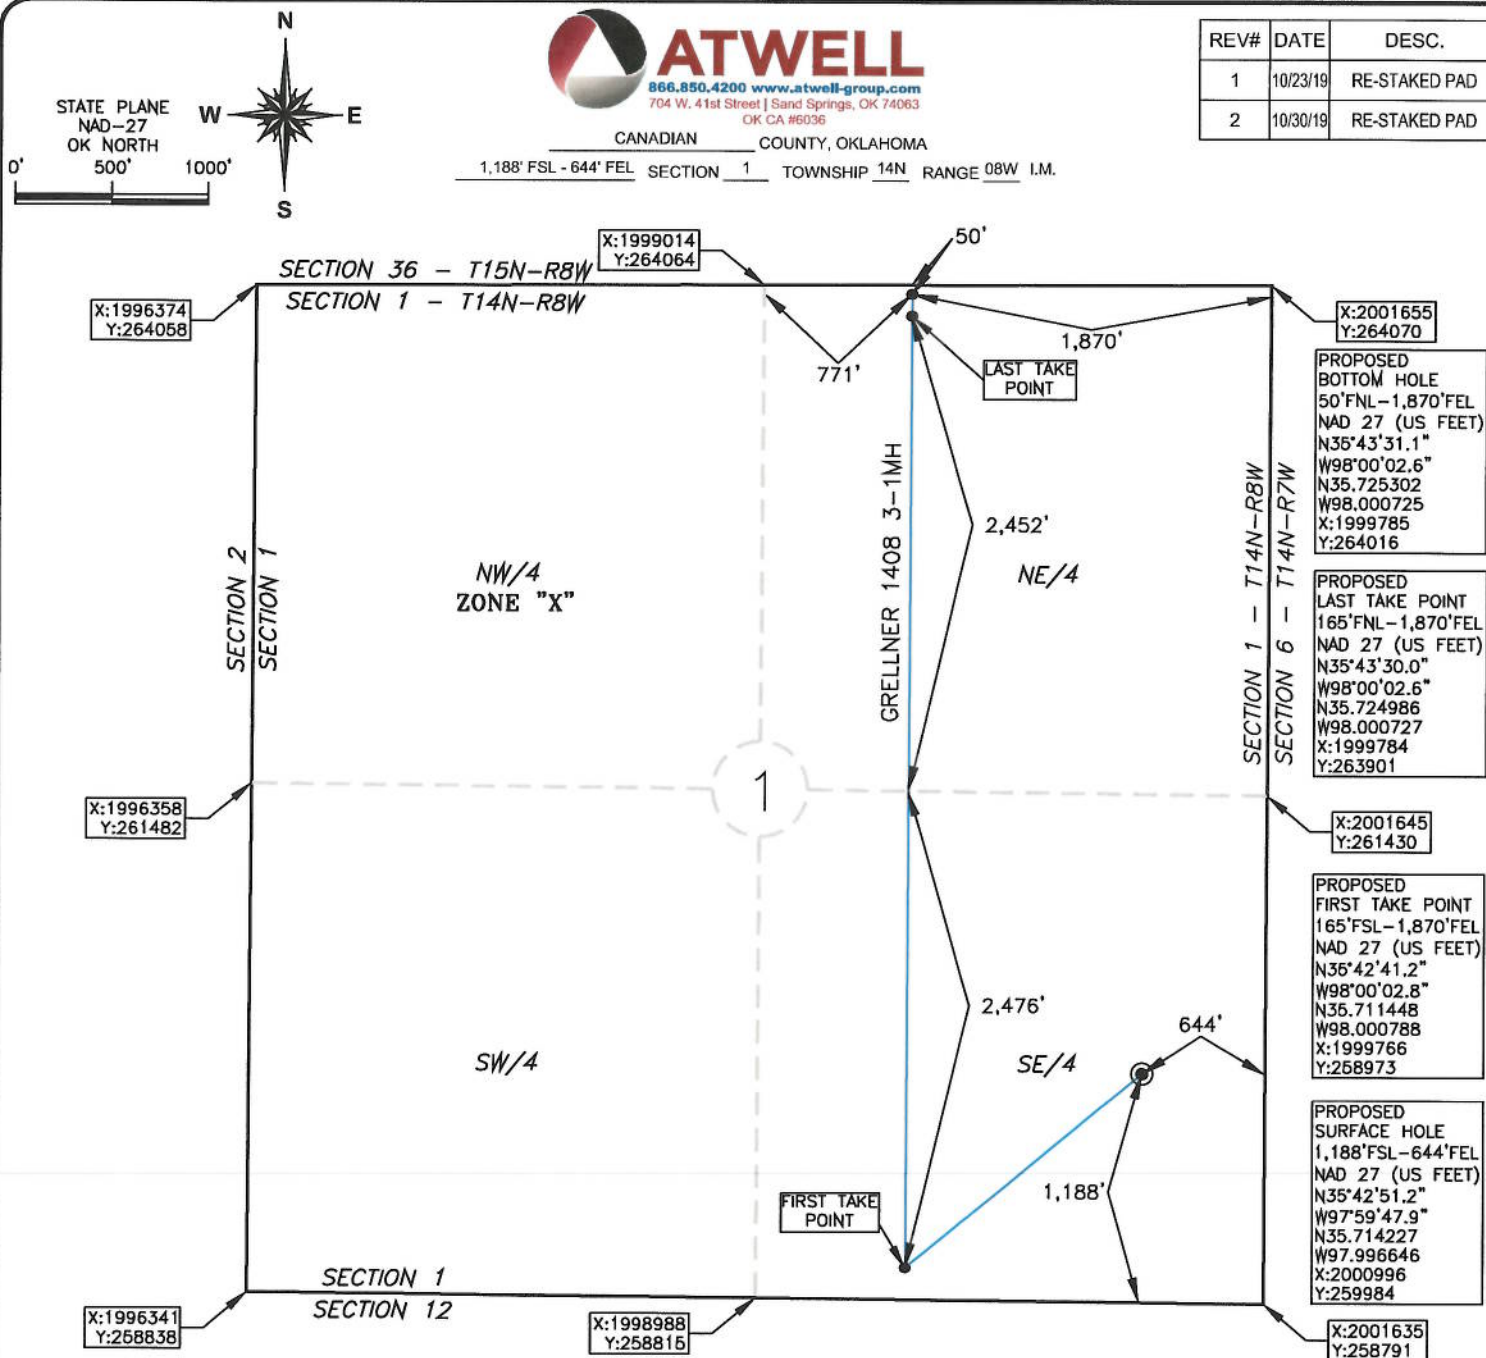 N
W
E
S
STATE PLANE
NAD-27
OK NORTH
0' 500' 1000'
ATWELL
866.850.4200 www.atwell-group.com
704 W. 41st Street | Sand Springs, OK 74063
OK CA #6036
CANADIAN COUNTY, OKLAHOMA
1,188' FSL - 644' FEL SECTION 1 TOWNSHIP 14N RANGE 08W I.M.
REV# DATE DESC.
1 10/23/19 RE-STAKED PAD
2 10/30/19 RE-STAKED PAD
X:1999014
Y:264064
50'
SECTION 36 - T15N-R8W
SECTION 1 - T14N-R8W
X:1996374
Y:264058
X:2001655
Y:264070
1,870'
771'
LAST TAKE
POINT
PROPOSED
BOTTOM HOLE
50'FNL-1,870'FEL
NAD 27 (US FEET)
N35°43'31.1"
W98°00'02.6"
N35.725302
W98.000725
X:1999785
Y:264016
GRELLNER 1408 3-1MH
2,452'
NW/4
ZONE "X"
NE/4
SECTION 2
SECTION 1
SECTION 1 - T14N-R8W
SECTION 6 - T14N-R7W
PROPOSED
LAST TAKE POINT
165'FNL-1,870'FEL
NAD 27 (US FEET)
N35°43'30.0"
W98°00'02.6"
N35.724986
W98.000727
X:1999784
Y:263901
1
X:1996358
Y:261482
X:2001645
Y:261430
PROPOSED
FIRST TAKE POINT
165'FSL-1,870'FEL
NAD 27 (US FEET)
N35°42'41.2"
W98°00'02.8"
N35.711448
W98.000788
X:1999766
Y:258973
2,476'
644'
SW/4
SE/4
1,188'
FIRST TAKE
POINT
PROPOSED
SURFACE HOLE
1,188'FSL-644'FEL
NAD 27 (US FEET)
N35°42'51.2"
W97°59'47.9"
N35.714227
W97.996646
X:2000996
Y:259984
SECTION 1
SECTION 12
X:1996341
Y:258838
X:1998988
Y:258815
X:2001635
Y:258791